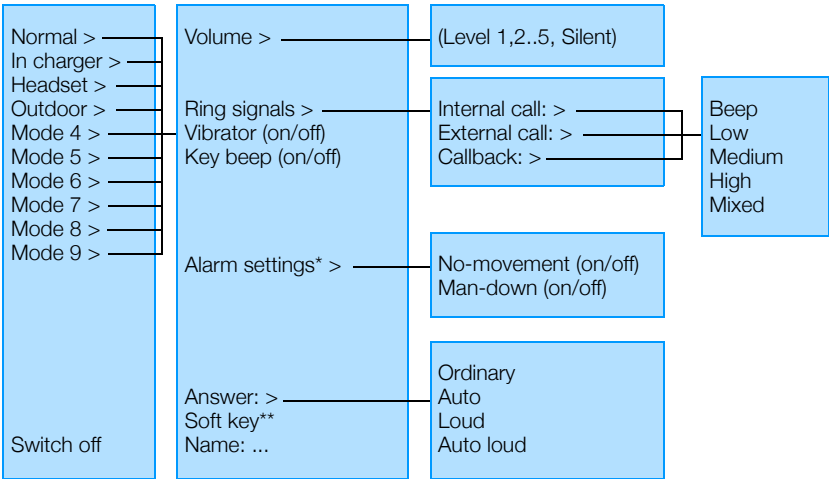 Normal >
In charger >
Headset >
Outdoor >
Mode 4 >
Mode 5 >
Mode 6 >
Mode 7 >
Mode 8 >
Mode 9 >
Switch off
Volume >
Ring signals >
Vibrator (on/off)
Key beep (on/off)
Alarm settings* >
Answer: >
Soft key**
Name: ...
(Level 1,2..5, Silent)
Internal call: >
External call: >
Callback: >
No-movement (on/off)
Man-down (on/off)
Ordinary
Auto
Loud
Auto loud
Beep
Low
Medium
High
Mixed